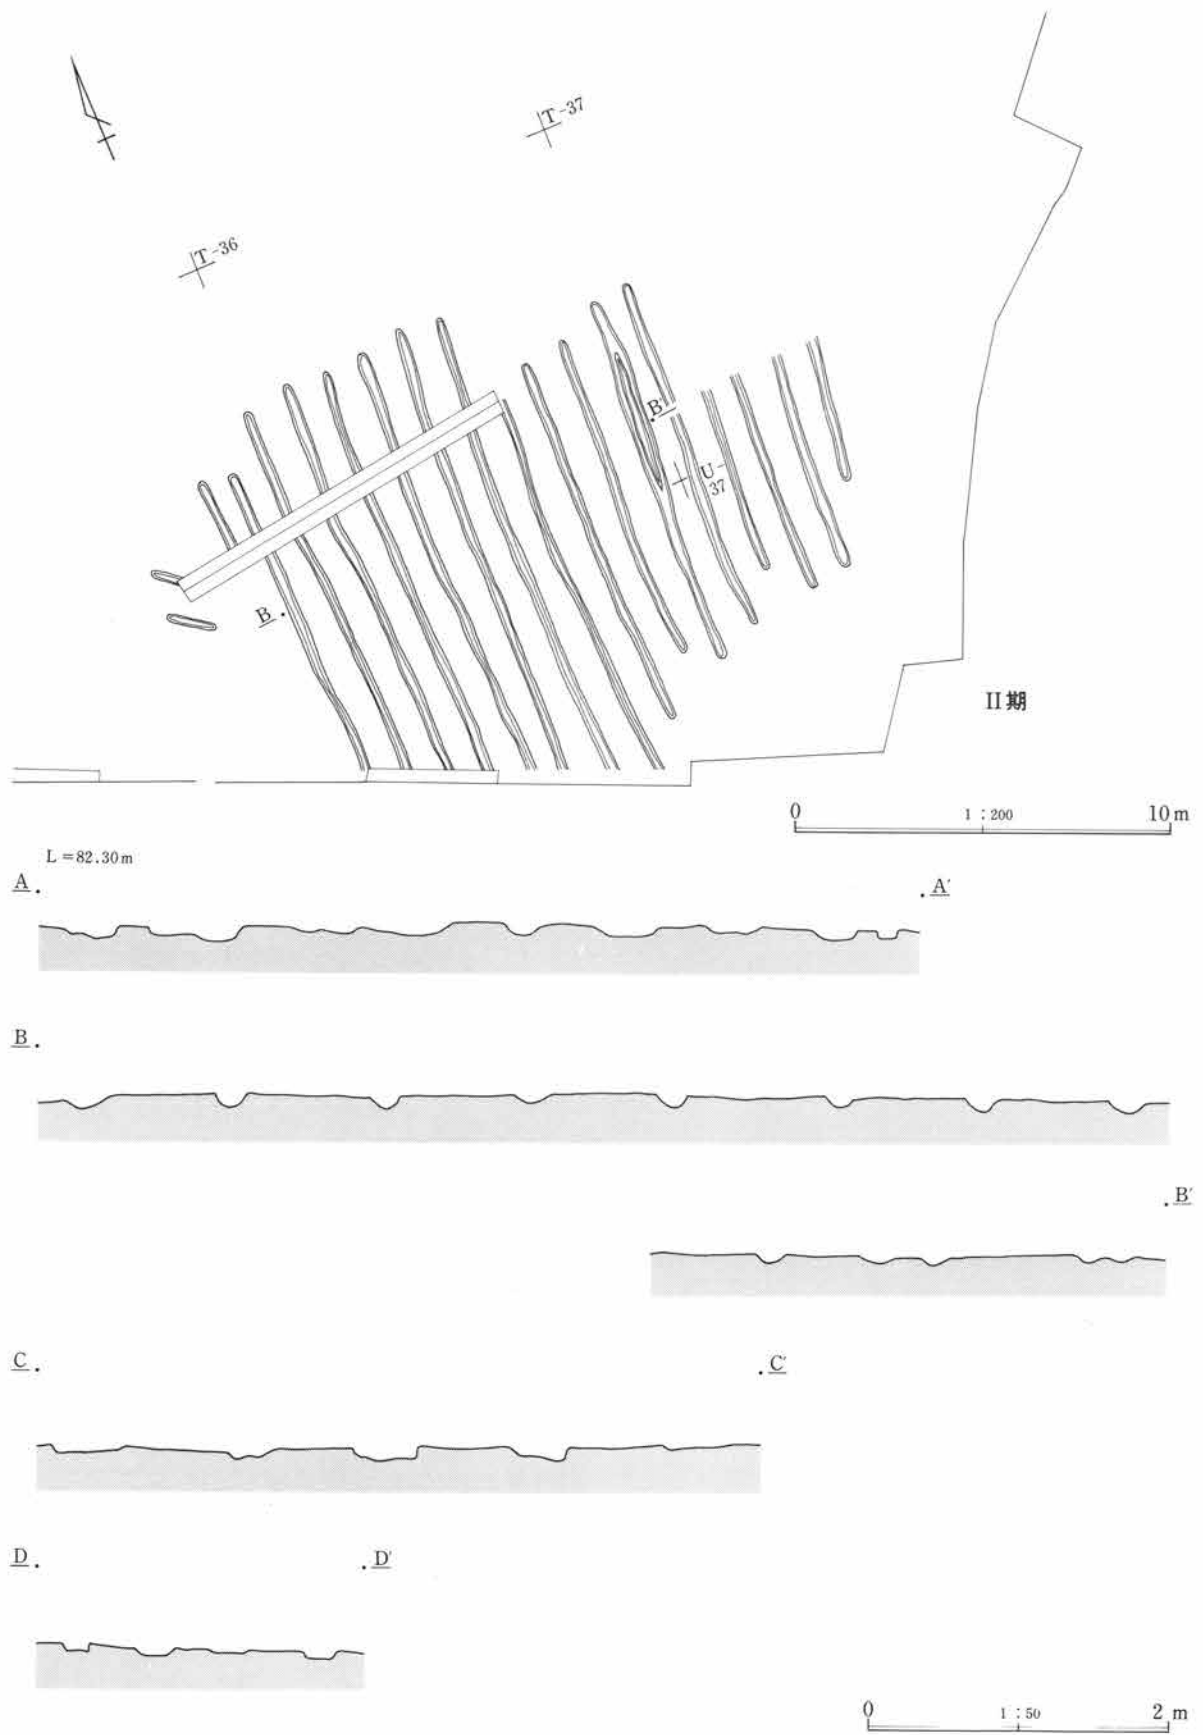 T-37
T-36
B′
U-
37
B
II期
0 1:200 10m
L=82.30m
A A′
B
B′
C C′
D D′
0 1:50 2m